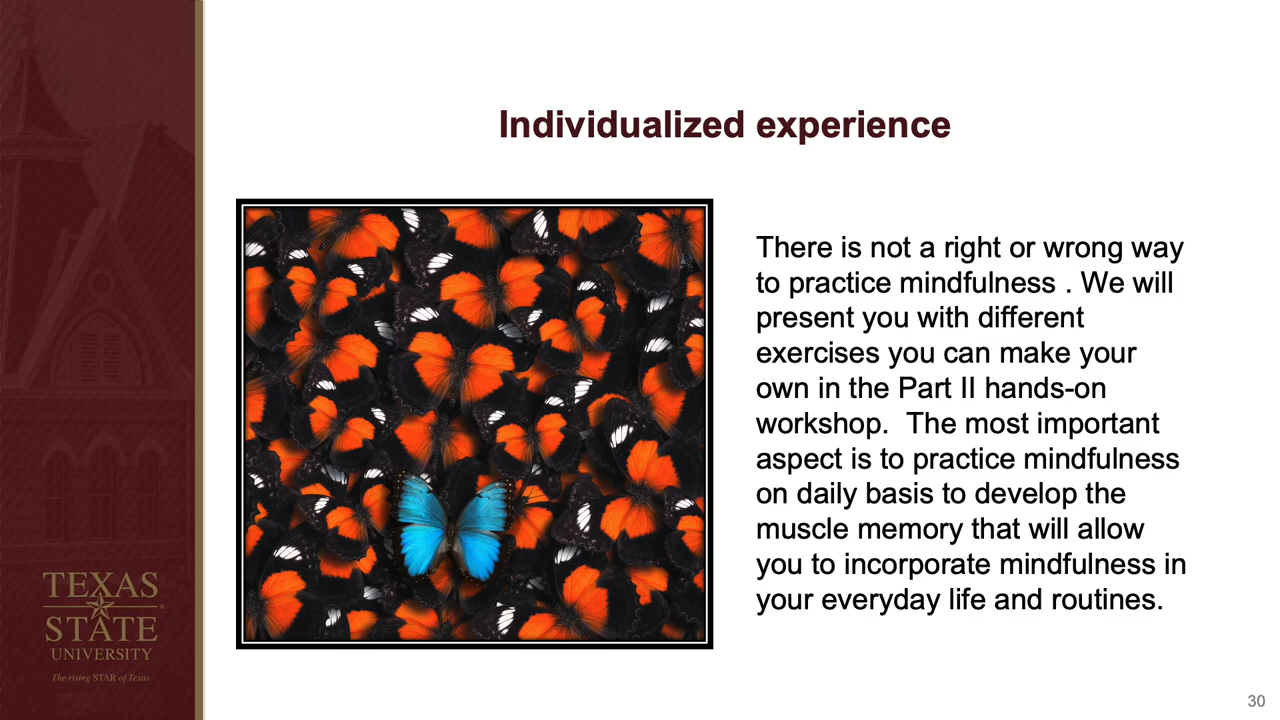 Individualized experience
There is not a right or wrong way
to practice mindfulness . We will
present you with different
exercises you can make your
own in the Part II hands-on
workshop.  The most important
aspect is to practice mindfulness
on daily basis to develop the
muscle memory that will allow
you to incorporate mindfulness in
your everyday life and routines.
TEXAS
STATE
®
UNIVERSITY
The rising STAR of Texas
30